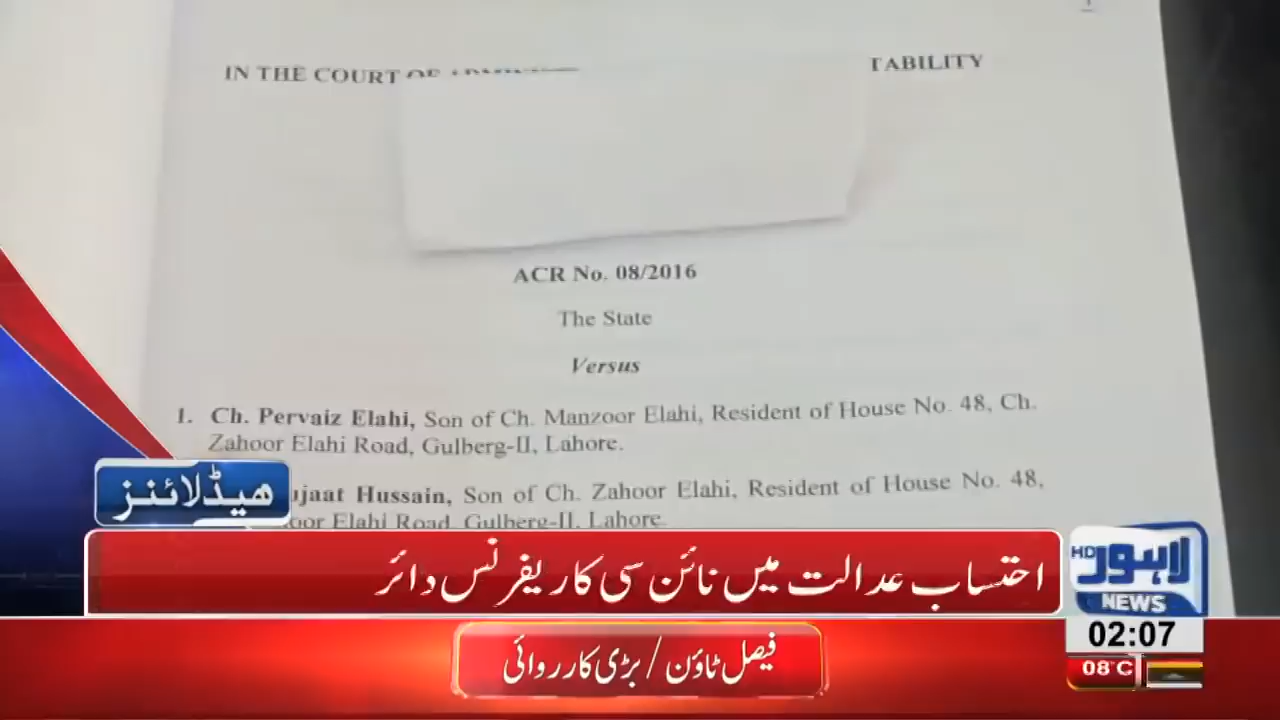 IN THE COURT OF
TABILITY
ACR No. 08/2016
The State
Versus
1. Ch. Pervaiz Elahi, Son of Ch. Manzoor Elahi, Resident of House No. 48, Ch.
Zahoor Elahi Road, Gulberg-II, Lahore.
ujaat Hussain, Son of Ch. Zahoor Elahi, Resident of House No. 48,
oor Elahi Road, Gulberg-II, Lahore.
ہیڈلائنز
احتساب عدالت میں نائن سی کا ریفرنس دائر
فیصل ٹاؤن / بڑی کارروائی
HD لاہور
NEWS
02:07
08°C